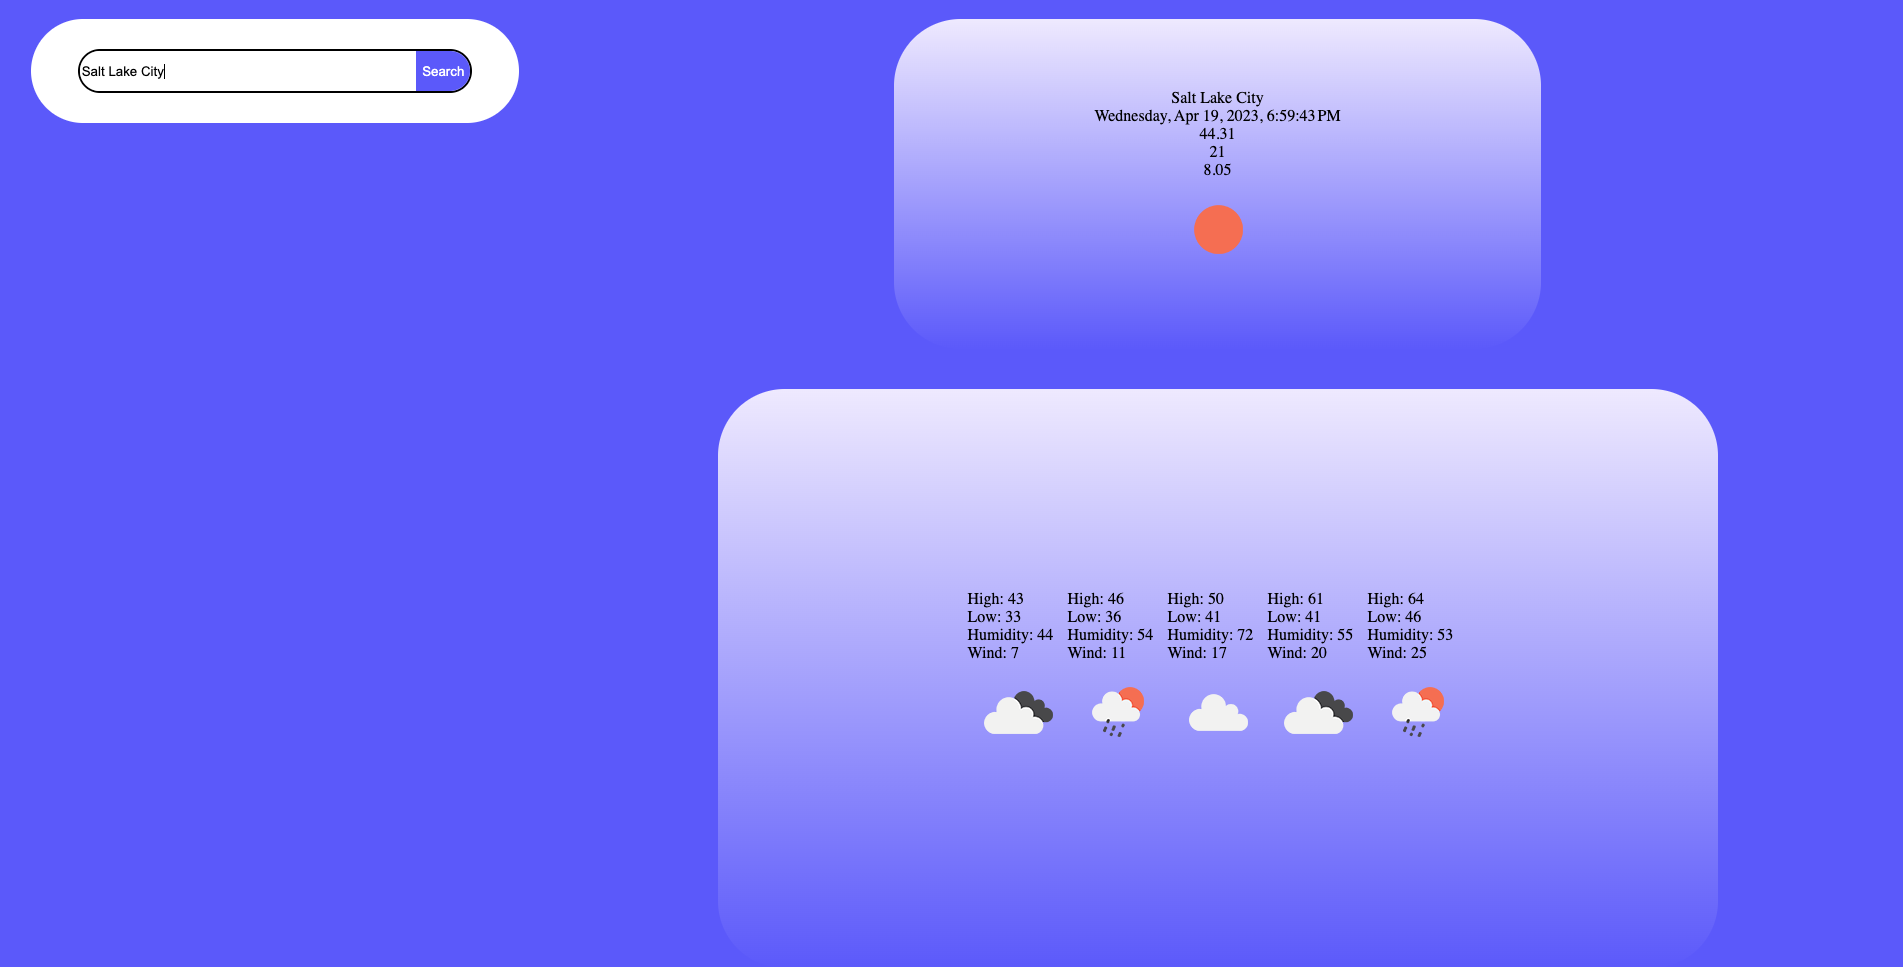 Salt Lake City
Search
Salt Lake City
Wednesday, Apr 19, 2023, 6:59:43 PM
44.31
21
8.05
High: 43
Low: 33
Humidity: 44
Wind: 7
High: 46
Low: 36
Humidity: 54
Wind: 11
High: 50
Low: 41
Humidity: 72
Wind: 17
High: 61
Low: 41
Humidity: 55
Wind: 20
High: 64
Low: 46
Humidity: 53
Wind: 25